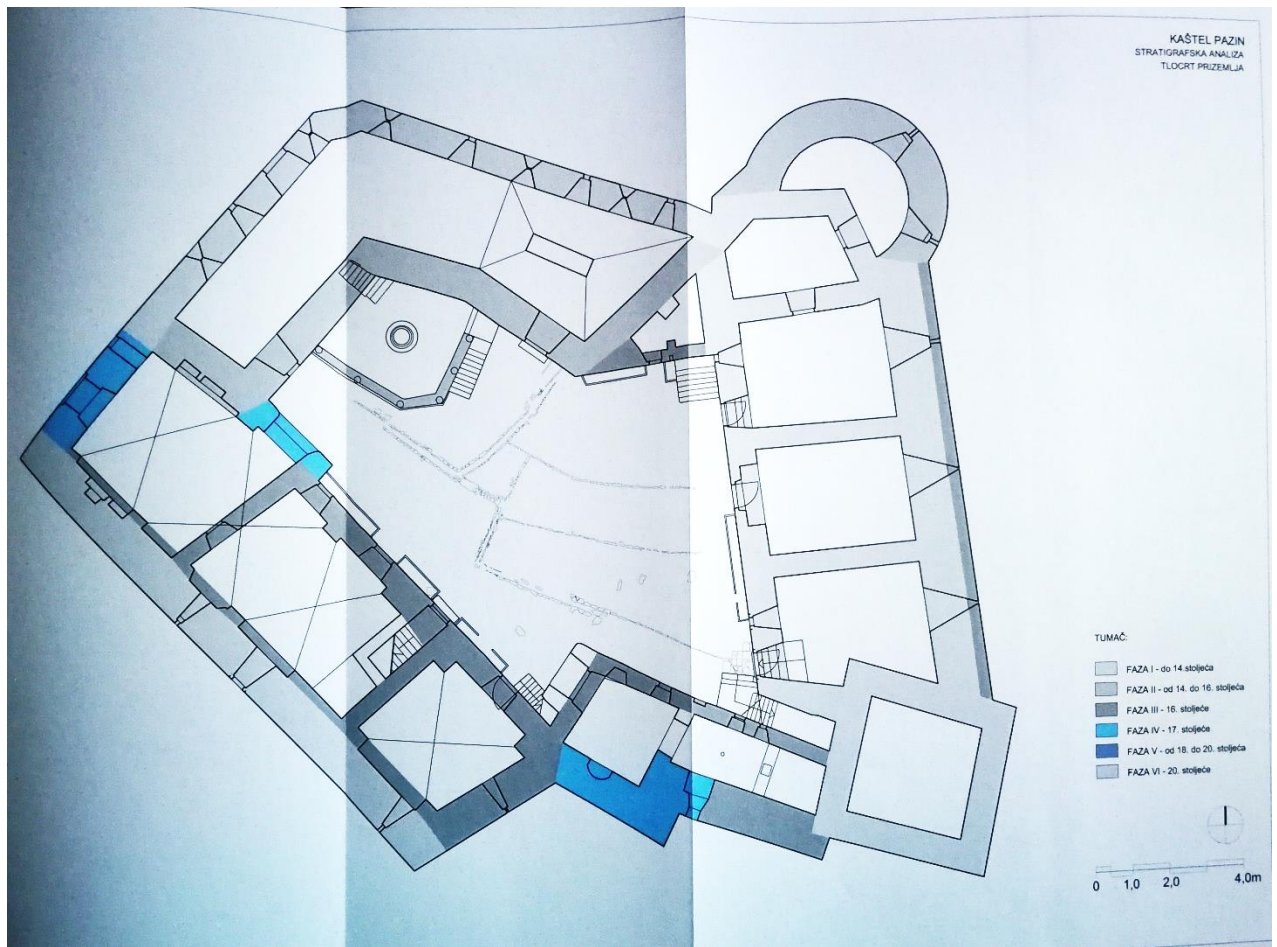 KAŠTEL PAZIN
STRATIGRAFSKA ANALIZA
TLOCRT PRIZEMLJA
TUMAČ:
FAZA I - do 14.stoljeća
FAZA II - od 14. do 16. stoljeća
FAZA III - 16. stoljeće
FAZA IV - 17. stoljeće
FAZA V - od 18. do 20. stoljeća
FAZA VI - 20. stoljeće
0 1,0 2,0 4,0m